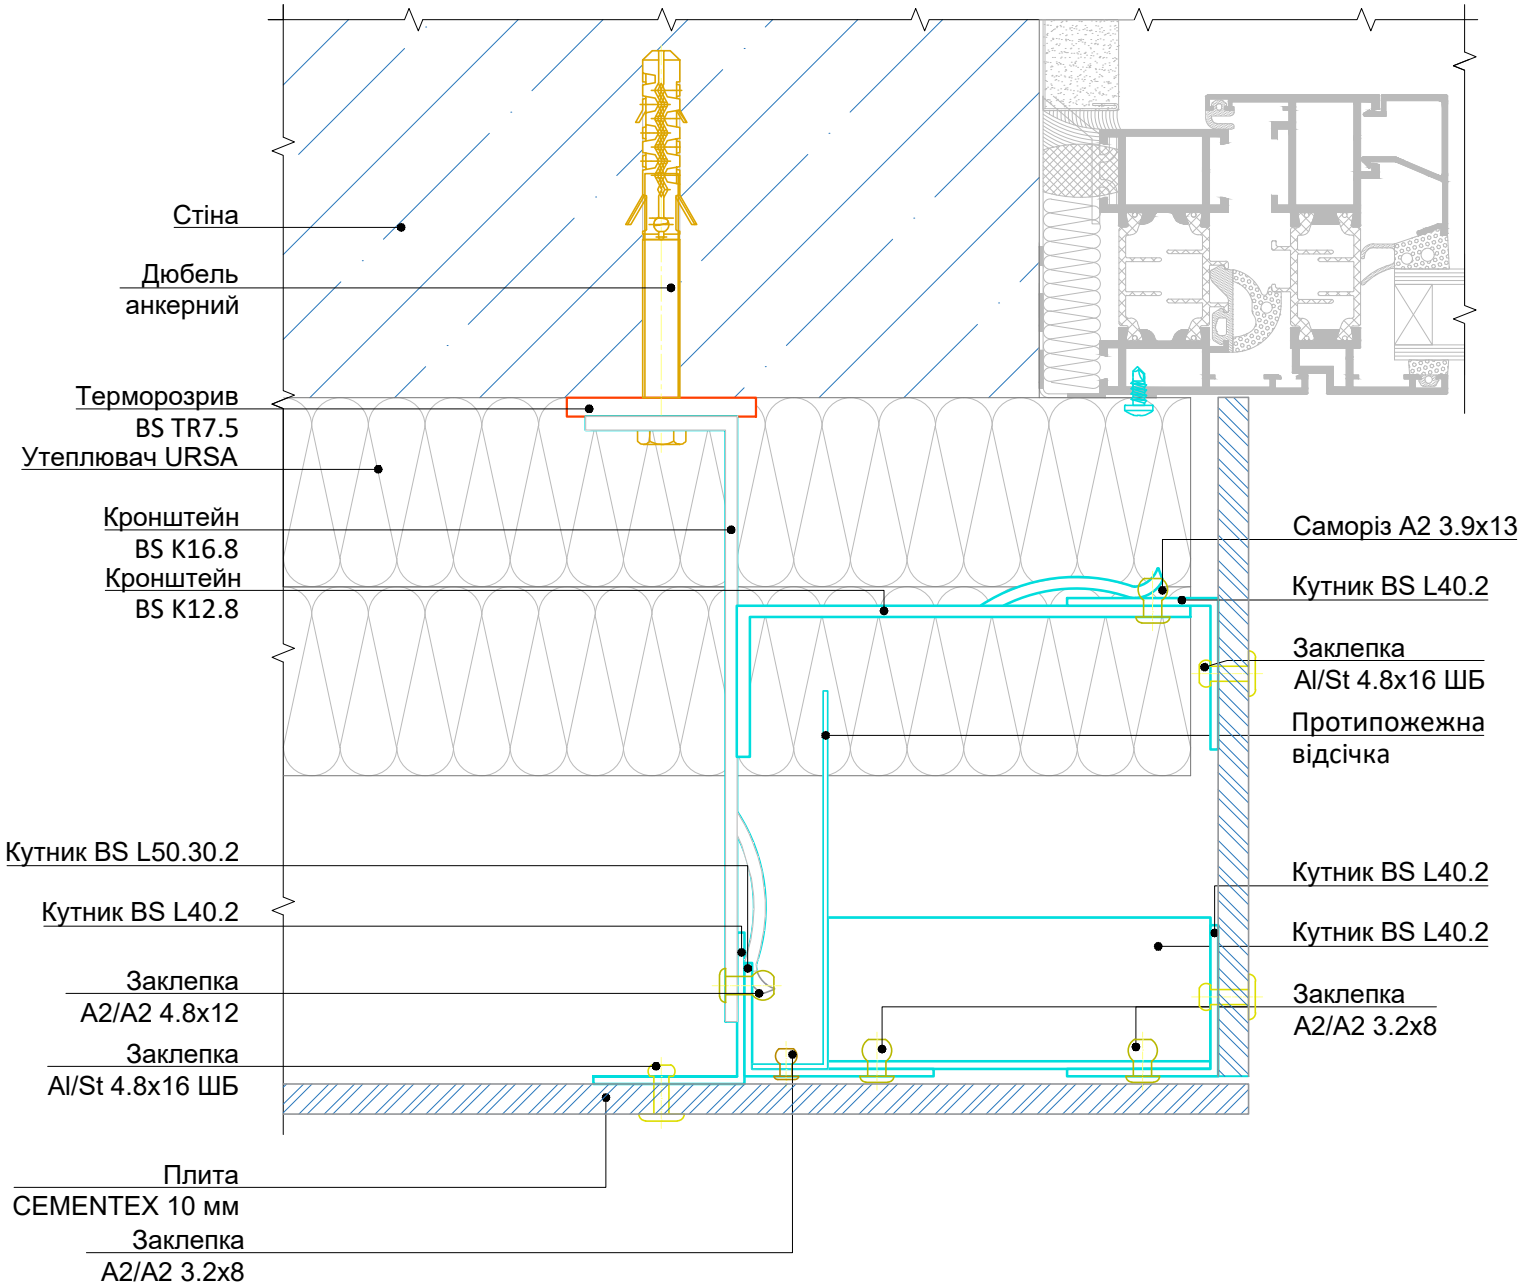 Стіна
Дюбель
анкерний
Терморозрив
BS TR7.5
Утеплювач URSA
Кронштейн
BS K16.8
Кронштейн
BS K12.8
Кутник BS L50.30.2
Кутник BS L40.2
Заклепка
A2/A2 4.8x12
Заклепка
Al/St 4.8x16 ШБ
Плита
CEMENTEX 10 мм
Заклепка
A2/A2 3.2x8
Саморіз A2 3.9x13
Кутник BS L40.2
Заклепка
Al/St 4.8x16 ШБ
Протипожежна
відсічка
Кутник BS L40.2
Кутник BS L40.2
Заклепка
A2/A2 3.2x8